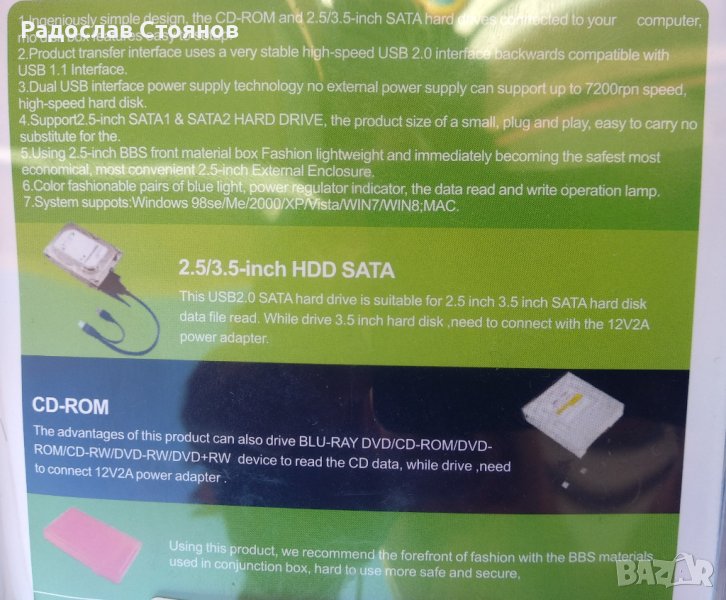 1.Ingeniously simple design, the CD-ROM and 2.5/3.5-inch SATA hard drives connected to your computer,
Радослав Стоянов
2.Product transfer interface uses a very stable high-speed USB 2.0 interface backwards compatible with
USB 1.1 Interface.
3.Dual USB interface power supply technology no external power supply can support up to 7200rpn speed,
high-speed hard disk.
4.Support2.5-inch SATA1 & SATA2 HARD DRIVE, the product size of a small, plug and play, easy to carry no
substitute for the.
5.Using 2.5-inch BBS front material box Fashion lightweight and immediately becoming the safest most
economical, most convenient 2.5-inch External Enclosure.
6.Color fashionable pairs of blue light, power regulator indicator, the data read and write operation lamp.
7.System suppots:Windows 98se/Me/2000/XP/Vista/WIN7/WIN8;MAC.
2.5/3.5-inch HDD SATA
This USB2.0 SATA hard drive is suitable for 2.5 inch 3.5 inch SATA hard disk
data file read. While drive 3.5 inch hard disk ,need to connect with the 12V2A
power adapter.
CD-ROM
The advantages of this product can also drive BLU-RAY DVD/CD-ROM/DVD-
ROM/CD-RW/DVD-RW/DVD+RW device to read the CD data, while drive ,need
to connect 12V2A power adapter .
Using this product, we recommend the forefront of fashion with the BBS materials
used in conjunction box, hard to use more safe and secure,
BAZAR